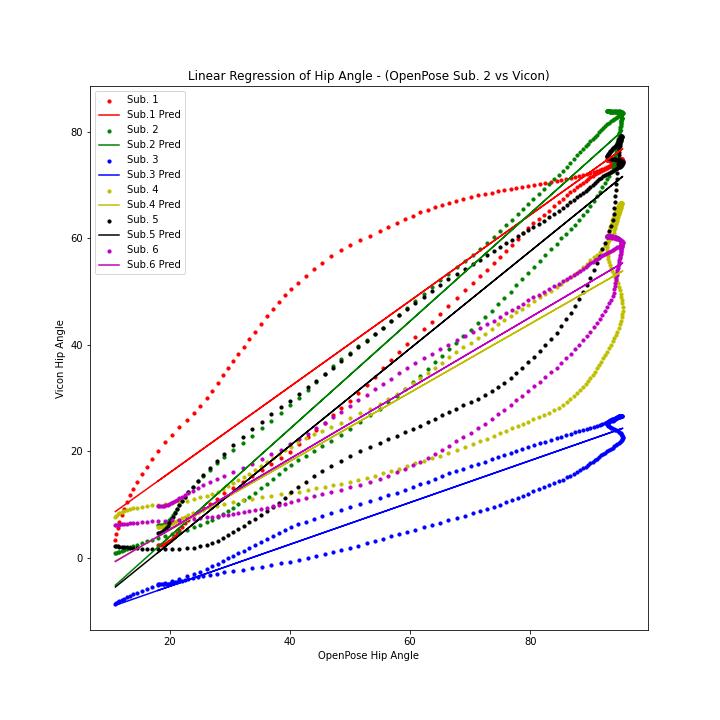 Linear Regression of Hip Angle - (OpenPose Sub. 2 vs Vicon)
Sub. 1
Sub.1 Pred
Sub. 2
Sub.2 Pred
Sub. 3
Sub.3 Pred
Sub. 4
Sub.4 Pred
Sub. 5
Sub.5 Pred
Sub. 6
Sub.6 Pred
80
60
40
20
0
Vicon Hip Angle
20 40 60 80
OpenPose Hip Angle